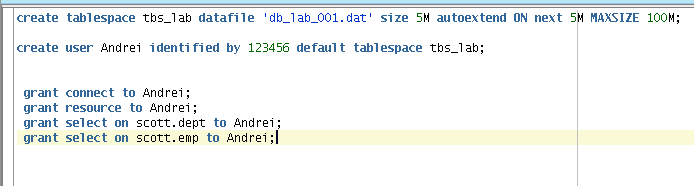 create tablespace tbs_lab datafile 'db_lab_001.dat' size 5M autoextend ON next 5M MAXSIZE 100M;
create user Andrei identified by 123456 default tablespace tbs_lab;
grant connect to Andrei;
grant resource to Andrei;
grant select on scott.dept to Andrei;
grant select on scott.emp to Andrei;